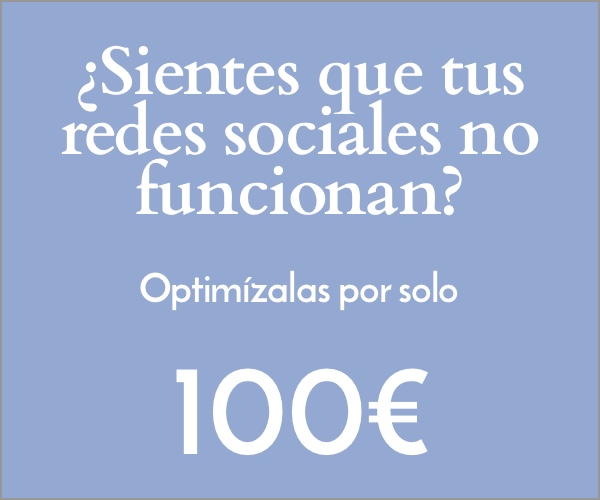 ¿Sientes que tus
redes sociales no
funcionan?
Optimízalas por solo
100€